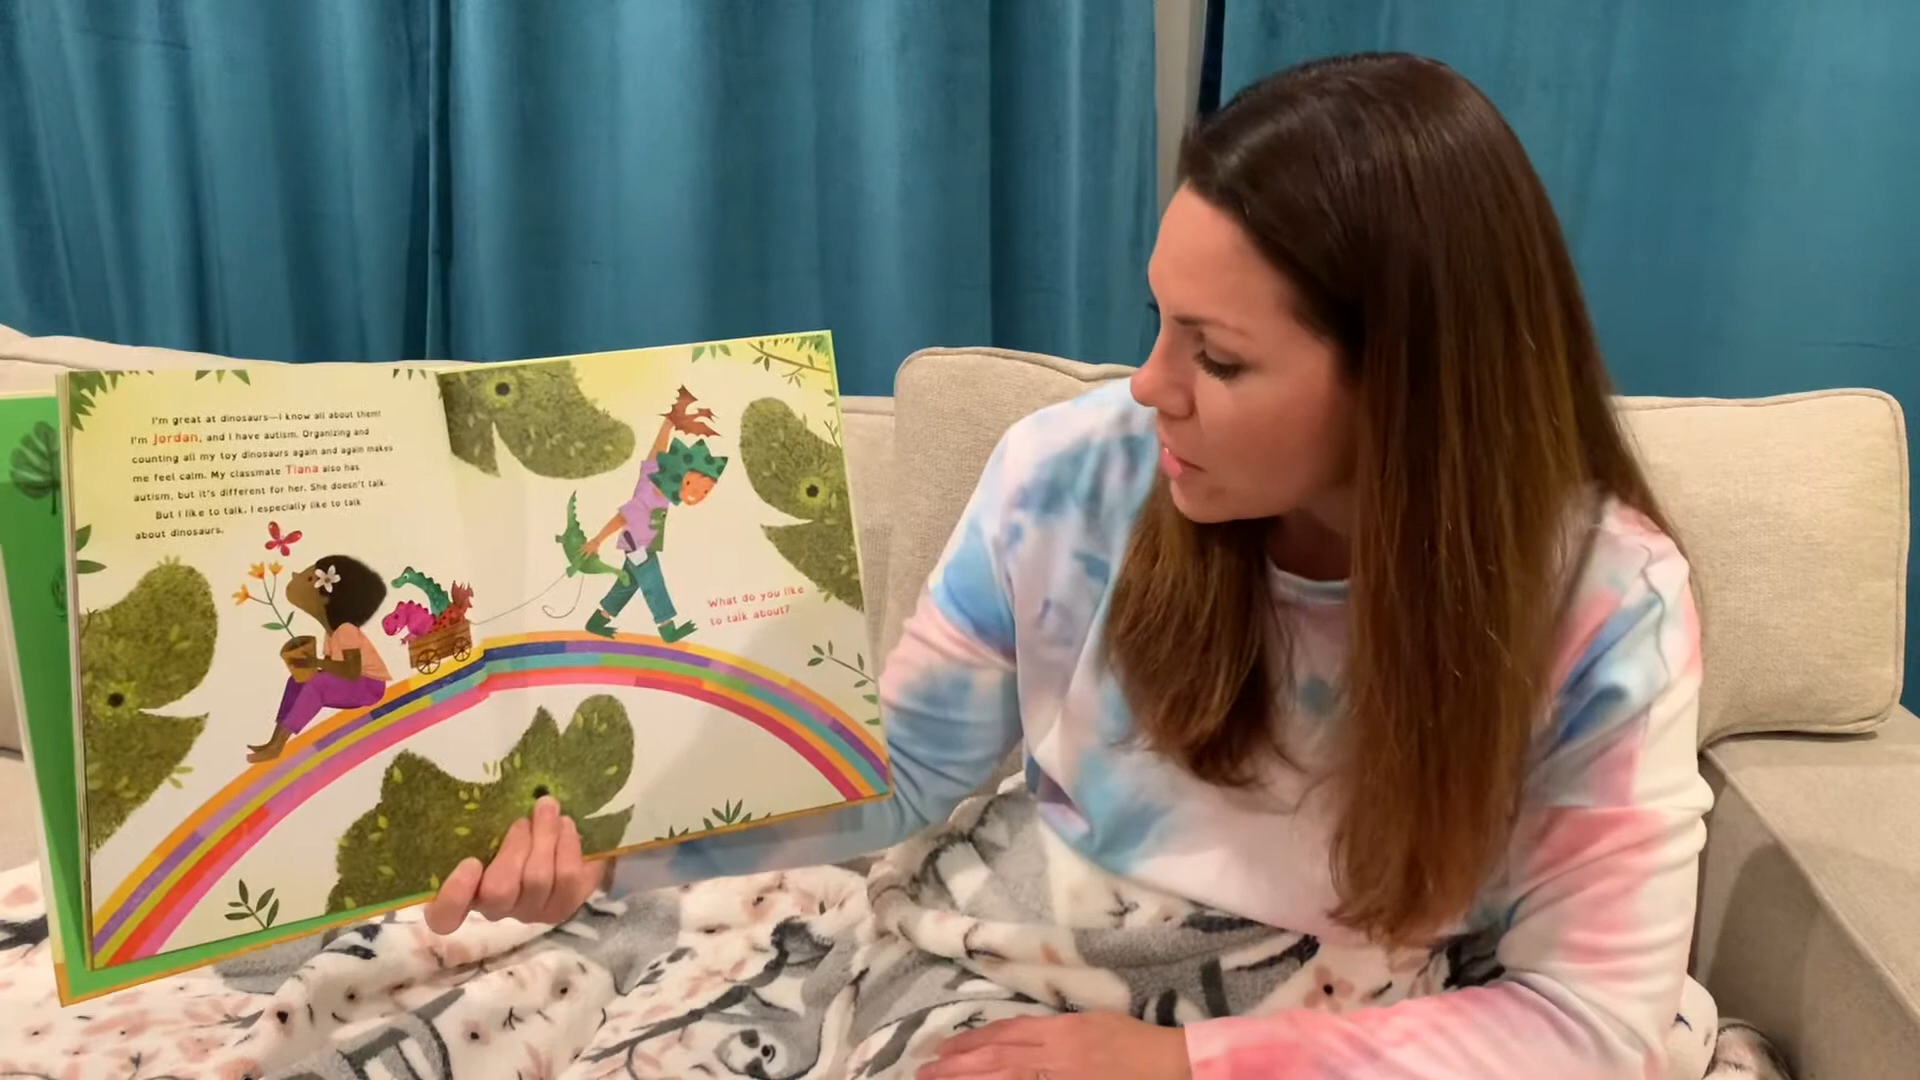 I'm great at dinosaurs—I know all about them!
I'm Jordan, and I have autism. Organizing and
counting all my toy dinosaurs again and again makes
me feel calm. My classmate Tiana also has
autism, but it's different for her. She doesn't talk.
But I like to talk. I especially like to talk
about dinosaurs.
What do you like
to talk about?